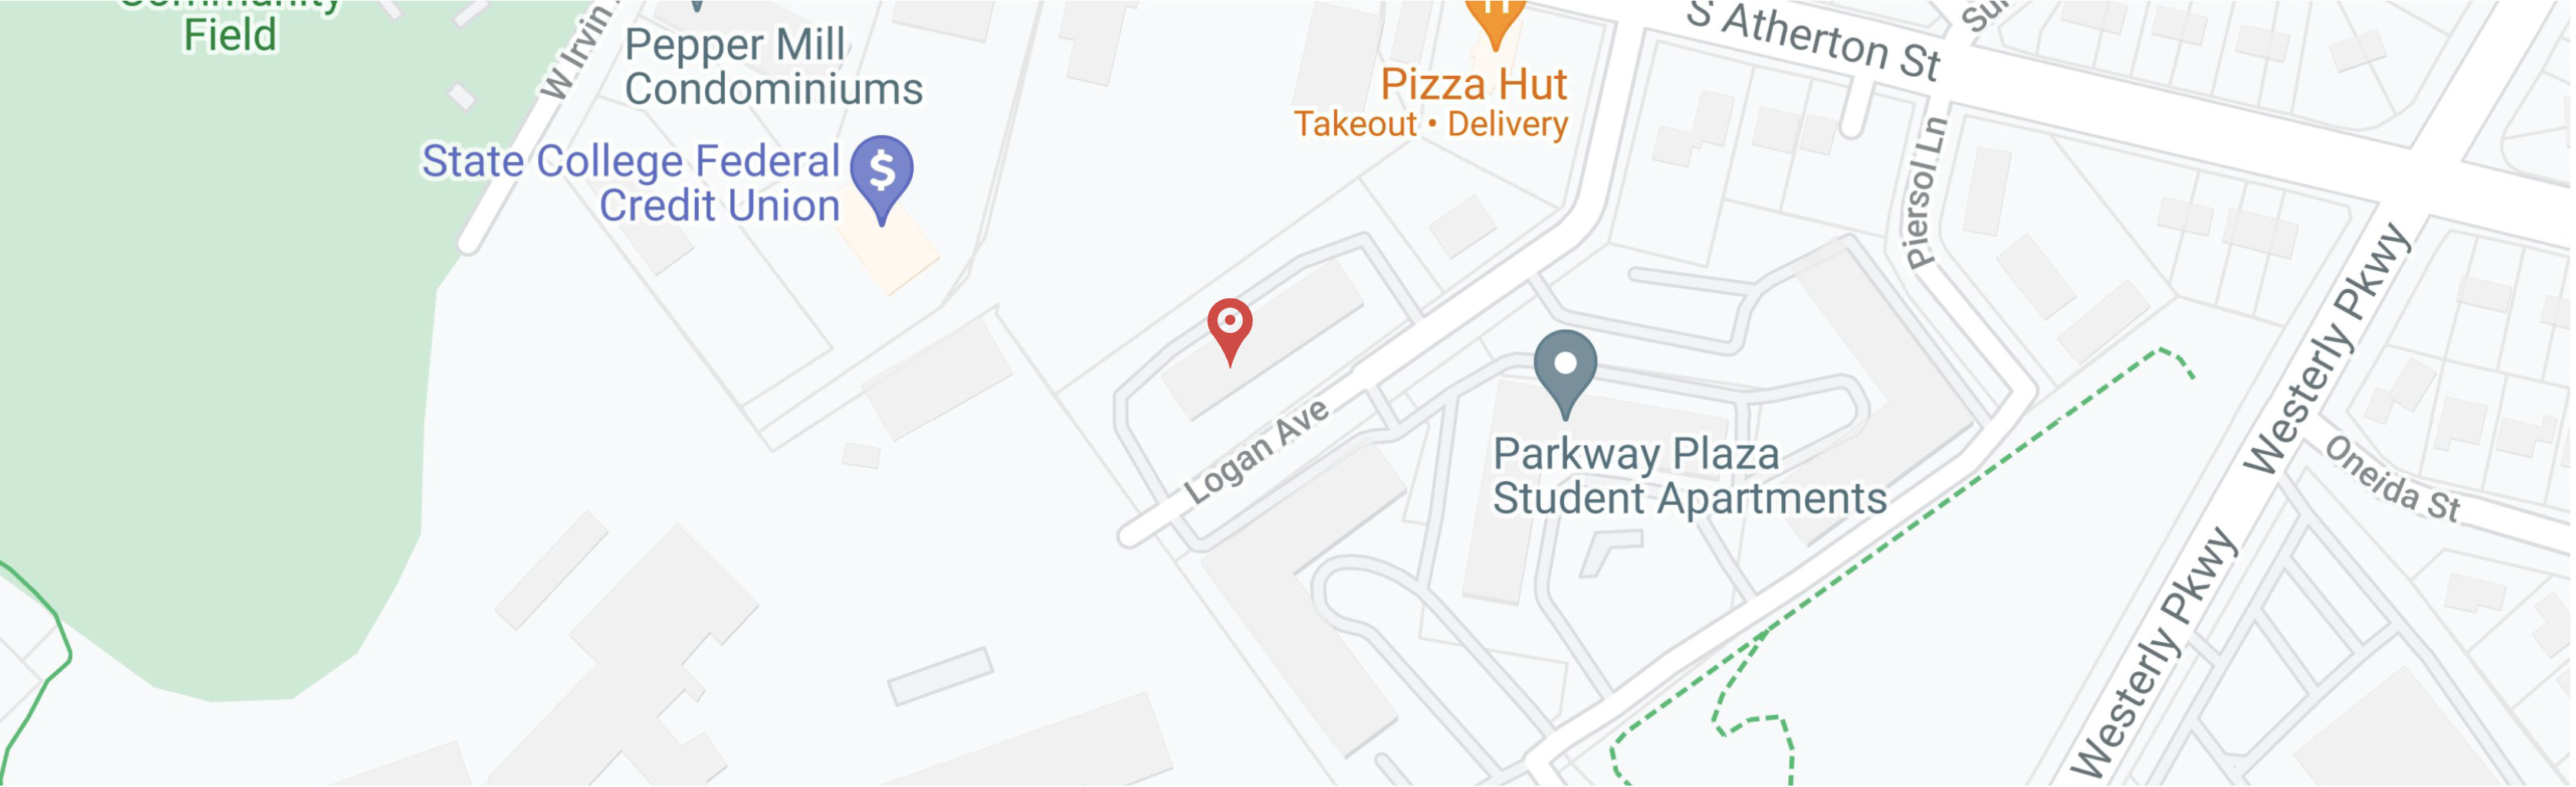 Community
Field
W Irvin
Pepper Mill
Condominiums
State College Federal
Credit Union
$
Pizza Hut
Takeout • Delivery
S Atherton St
Piersol Ln
Westerly Pkwy
Logan Ave
Parkway Plaza
Student Apartments
Oneida St
Westerly Pkwy